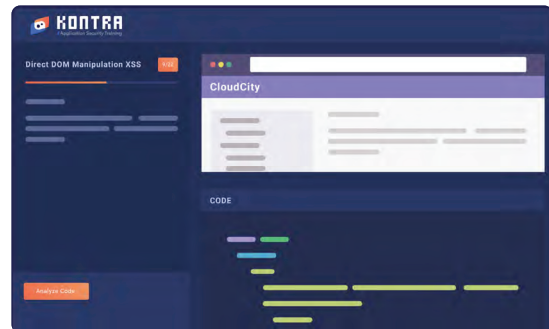 KONTRA
Application Security Training
Direct DOM Manipulation XSS
CloudCity
CODE
Analyze Code